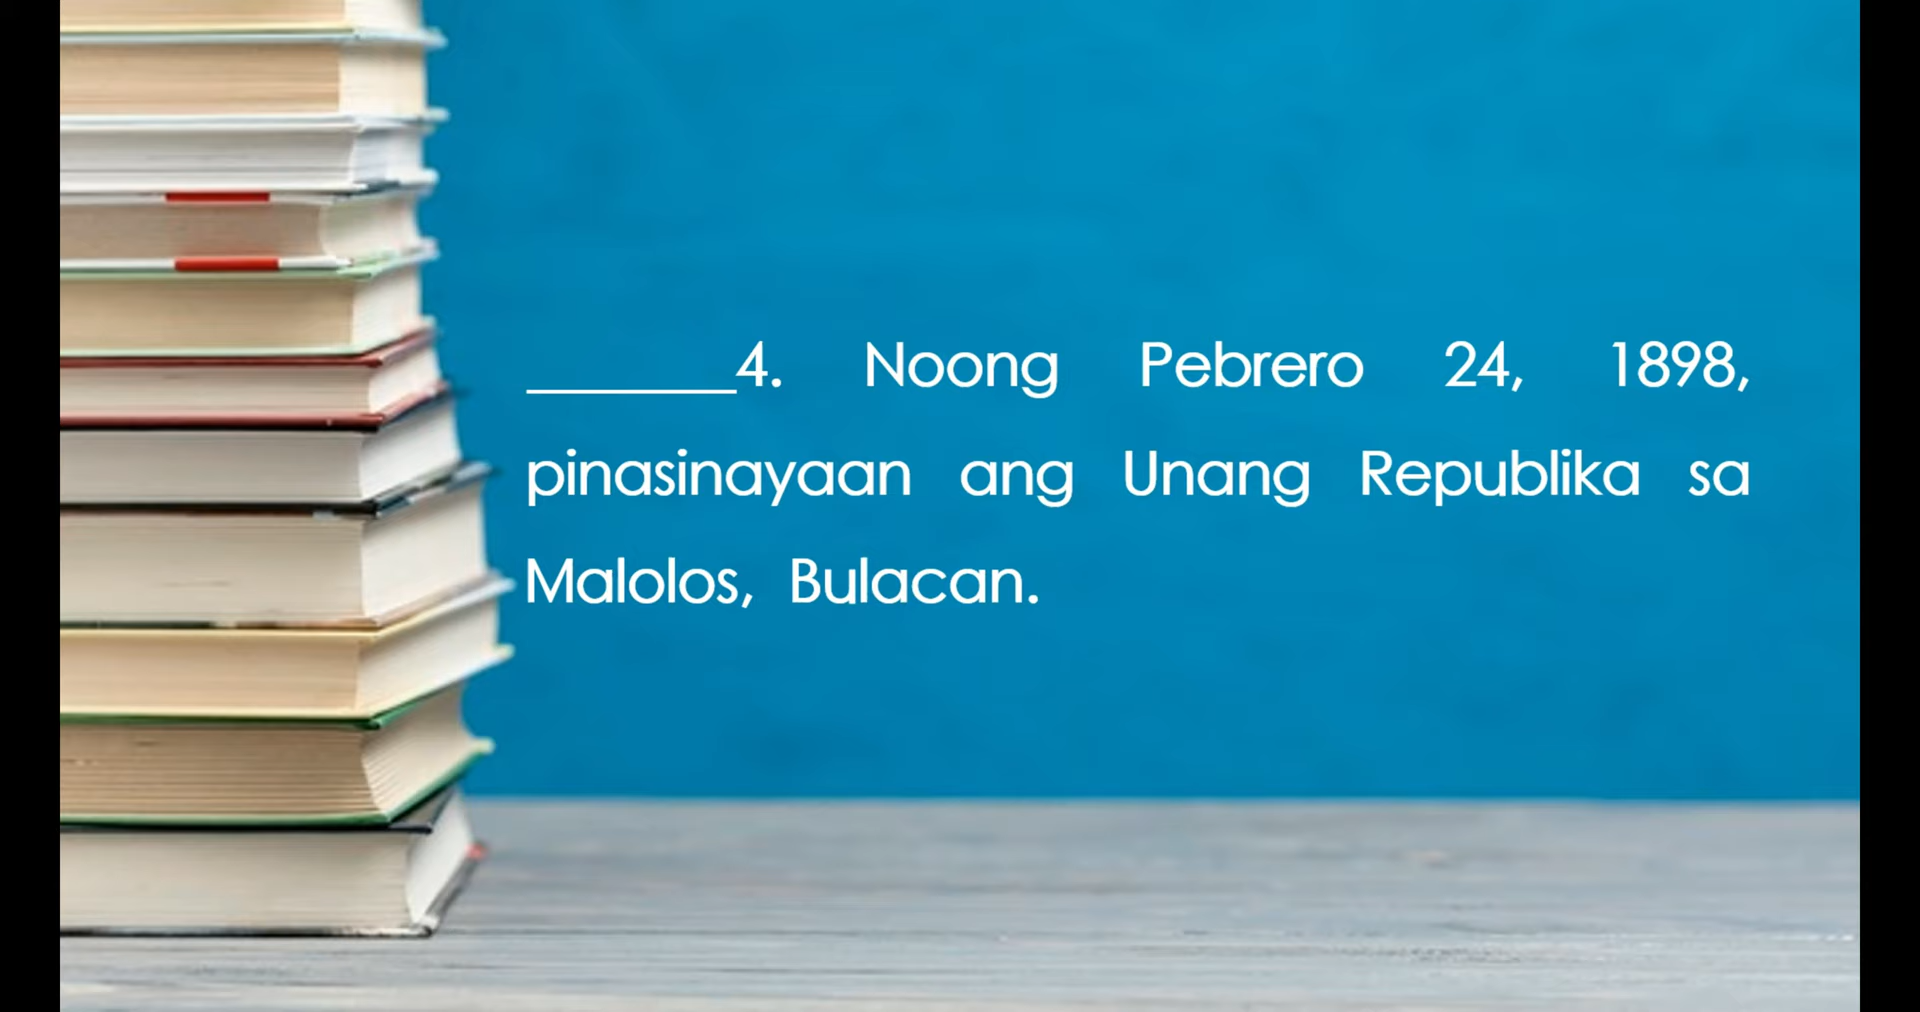 ______4. Noong Pebrero 24, 1898,
pinasinayaan ang Unang Republika sa
Malolos, Bulacan.